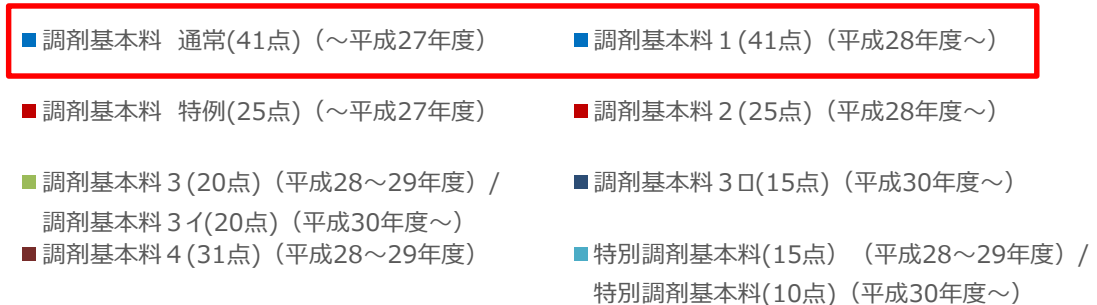 調剤基本料 通常(41点)（～平成27年度）
調剤基本料１(41点)（平成28年度～）
調剤基本料 特例(25点)（～平成27年度）
調剤基本料２(25点)（平成28年度～）
調剤基本料３(20点)（平成28～29年度）/
調剤基本料３イ(20点)（平成30年度～）
調剤基本料３ロ(15点)（平成30年度～）
調剤基本料４(31点)（平成28～29年度）
特別調剤基本料(15点）（平成28～29年度）/
特別調剤基本料(10点)（平成30年度～）